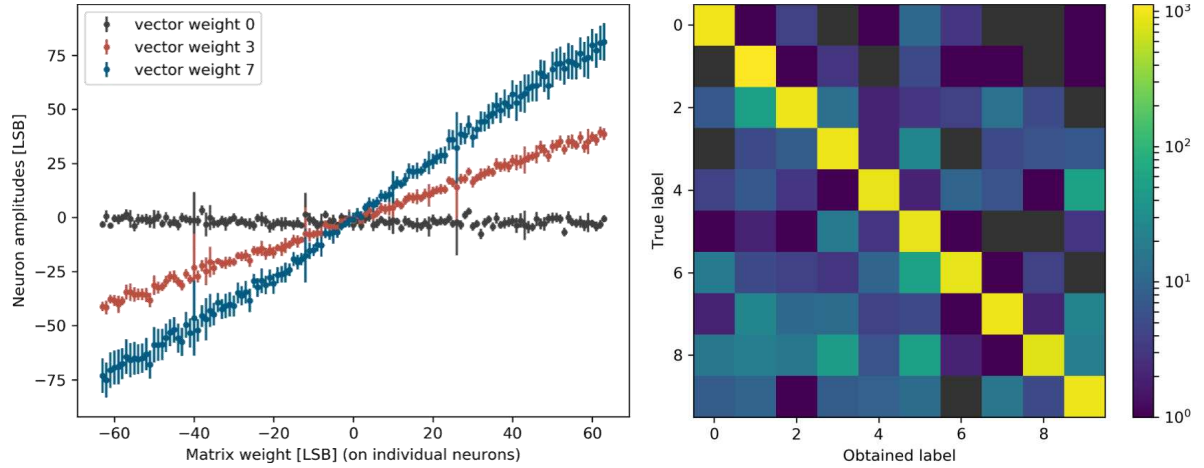 vector weight 0
vector weight 3
vector weight 7
75
50
25
0
−25
−50
−75
Neuron amplitudes [LSB]
−60 −40 −20 0 20 40 60
Matrix weight [LSB] (on individual neurons)
0
2
4
6
8
True label
0 2 4 6 8
Obtained label
10³
10²
10¹
10⁰